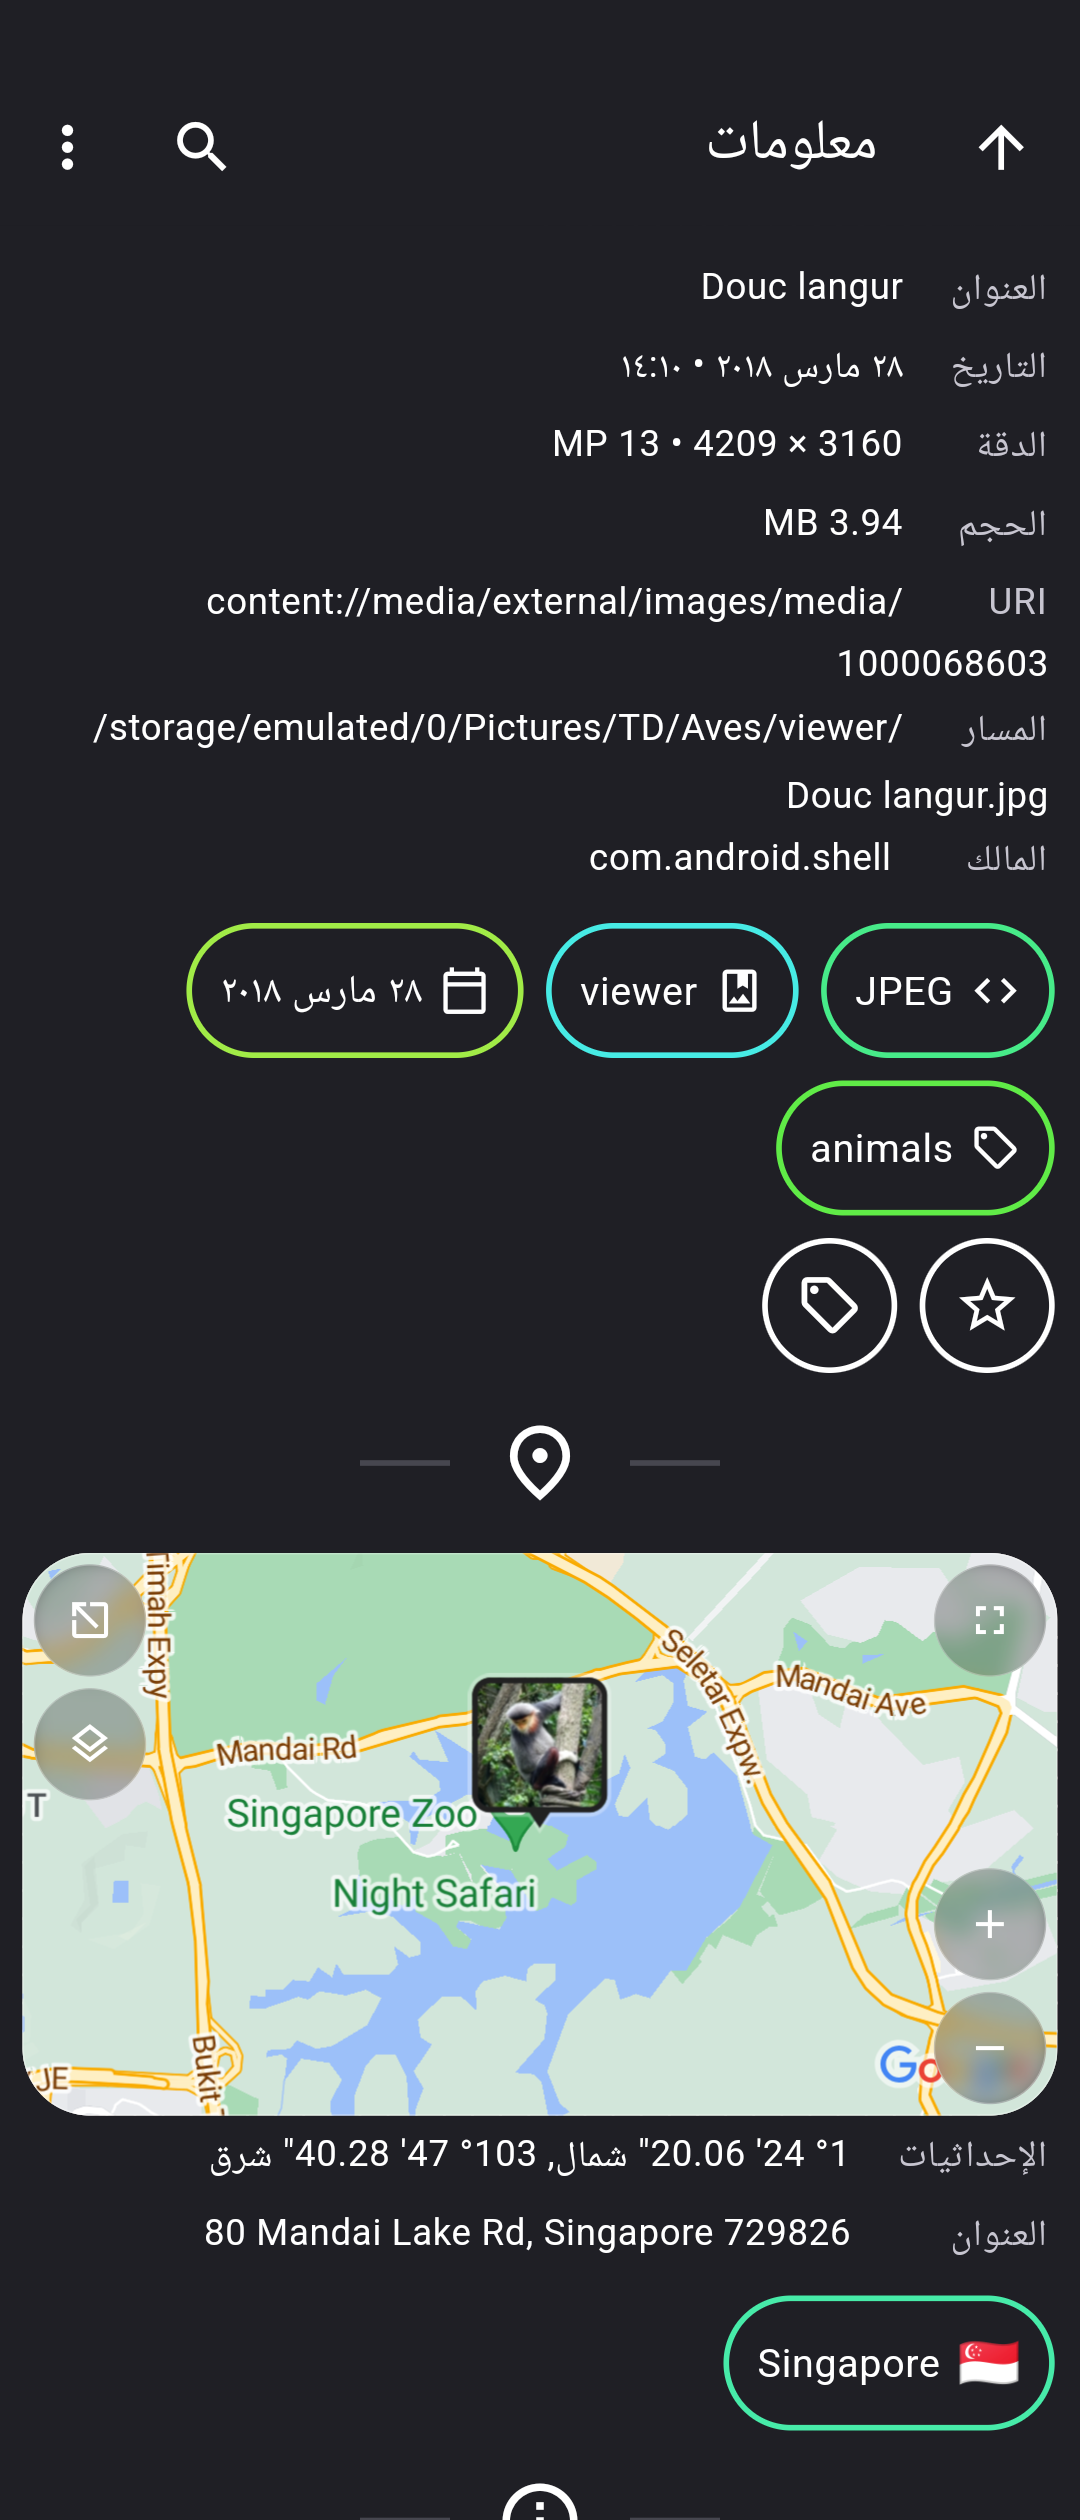 معلومات
العنوان Douc langur
التاريخ ٢٨ مارس ٢٠١٨ • ١٤:١٠
الدقة 3160 × 4209 • 13 MP
الحجم 3.94 MB
URI content://media/external/images/media/
1000068603
المسار /storage/emulated/0/Pictures/TD/Aves/viewer/
Douc langur.jpg
المالك com.android.shell
JPEG
viewer
٢٨ مارس ٢٠١٨
animals
Timah Expy
Seletar Expw.
Mandai Ave
Mandai Rd
T
Singapore Zoo
Night Safari
Bukit
JE
Go
الإحداثيات 1° 24' 20.06" شمال, 103° 47' 40.28" شرق
العنوان 80 Mandai Lake Rd, Singapore 729826
Singapore